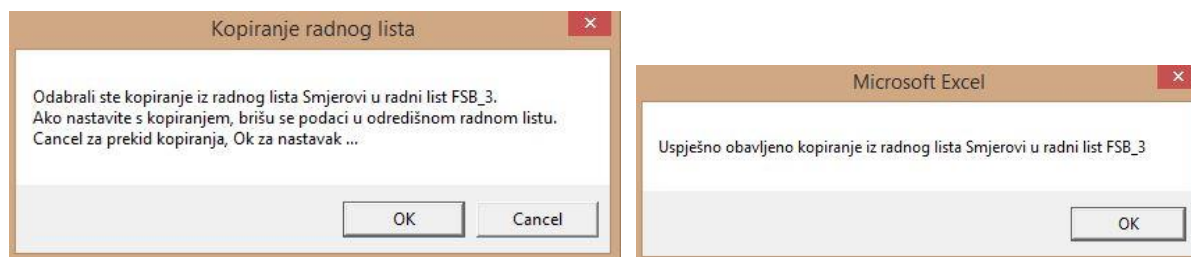 Kopiranje radnog lista
Odabrali ste kopiranje iz radnog lista Smjerovi u radni list FSB_3.
Ako nastavite s kopiranjem, brišu se podaci u odredišnom radnom listu.
Cancel za prekid kopiranja, Ok za nastavak ...
OK
Cancel
Microsoft Excel
Uspješno obavljeno kopiranje iz radnog lista Smjerovi u radni list FSB_3
OK